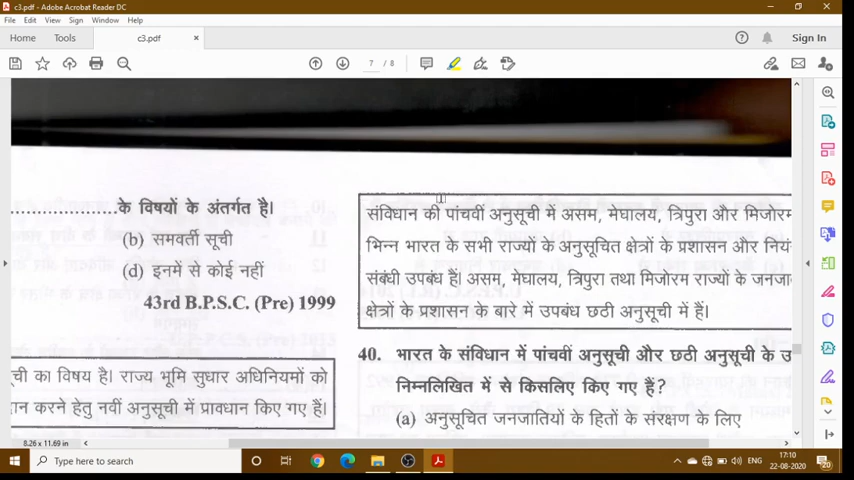 c3.pdf - Adobe Acrobat Reader DC
File Edit View Sign Window Help
Home Tools c3.pdf × Sign In
7 / 8
के विषयों के अंतर्गत है।
(b) समवर्ती सूची
(d) इनमें से कोई नहीं
43rd B.P.S.C. (Pre) 1999
ची का विषय है। राज्य भूमि सुधार अधिनियमों को
ान करने हेतु नवीं अनुसूची में प्रावधान किए गए हैं।
संविधान की पांचवीं अनुसूची में असम, मेघालय, त्रिपुरा और मिजोरम
भिन्न भारत के सभी राज्यों के अनुसूचित क्षेत्रों के प्रशासन और नियं
संबंधी उपबंध हैं। असम, मेघालय, त्रिपुरा तथा मिजोरम राज्यों के जनजा
क्षेत्रों के प्रशासन के बारे में उपबंध छठी अनुसूची में हैं।
40. भारत के संविधान में पांचवीं अनुसूची और छठी अनुसूची के उ
निम्नलिखित में से किसलिए किए गए हैं?
(a) अनुसूचित जनजातियों के हितों के संरक्षण के लिए
8.26 x 11.69 in
Type here to search
17:10
22-08-2020
20